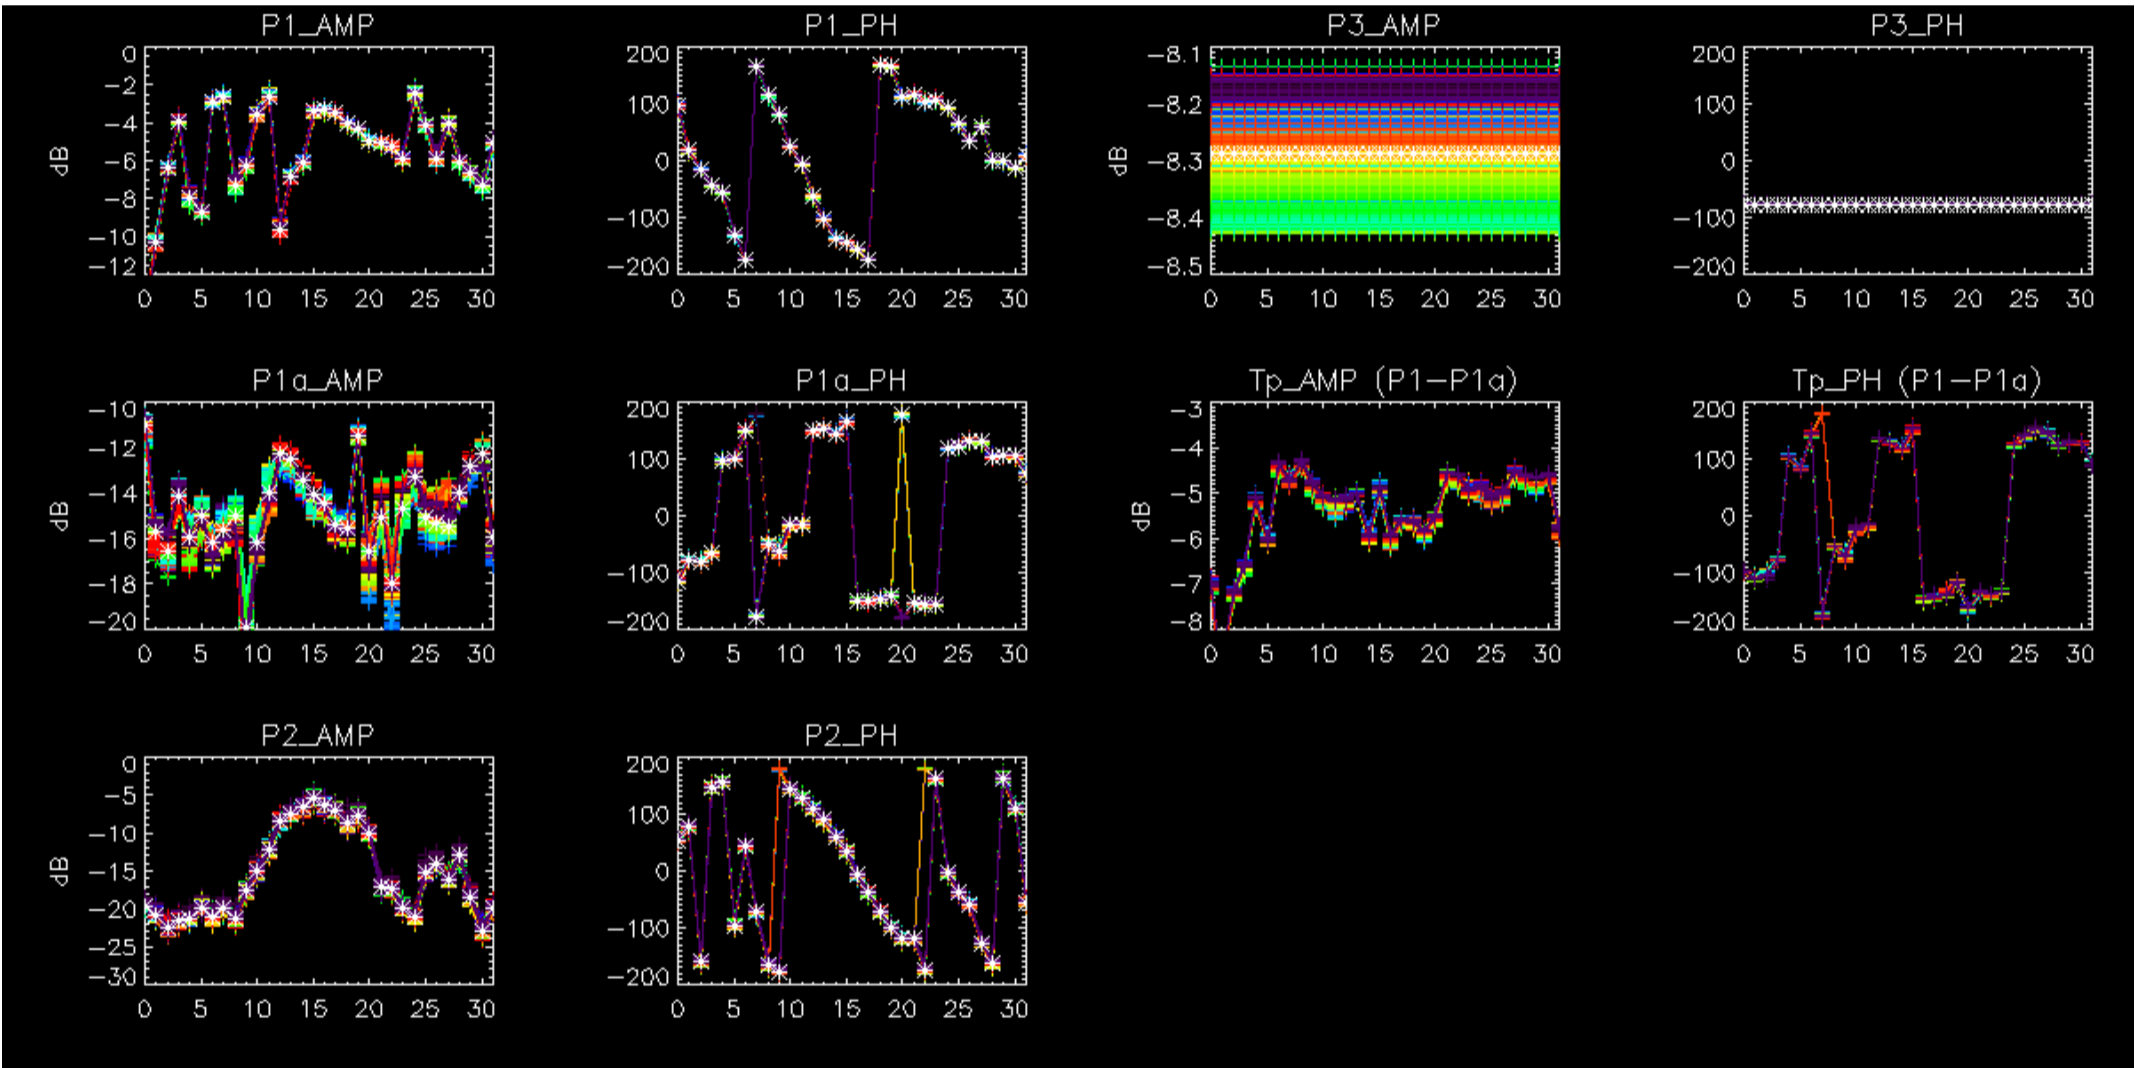 P1_AMP
P1_PH
P3_AMP
P3_PH
0
-2
-4
-6
-8
-10
-12
dB
0 5 10 15 20 25 30
200
100
0
-100
-200
0 5 10 15 20 25 30
-8.1
-8.2
-8.3
-8.4
-8.5
dB
0 5 10 15 20 25 30
200
100
0
-100
-200
0 5 10 15 20 25 30
P1a_AMP
P1a_PH
Tp_AMP (P1-P1a)
Tp_PH (P1-P1a)
-10
-12
-14
-16
-18
-20
dB
0 5 10 15 20 25 30
200
100
0
-100
-200
0 5 10 15 20 25 30
-3
-4
-5
-6
-7
-8
dB
0 5 10 15 20 25 30
200
100
0
-100
-200
0 5 10 15 20 25 30
P2_AMP
P2_PH
0
-5
-10
-15
-20
-25
-30
dB
0 5 10 15 20 25 30
200
100
0
-100
-200
0 5 10 15 20 25 30